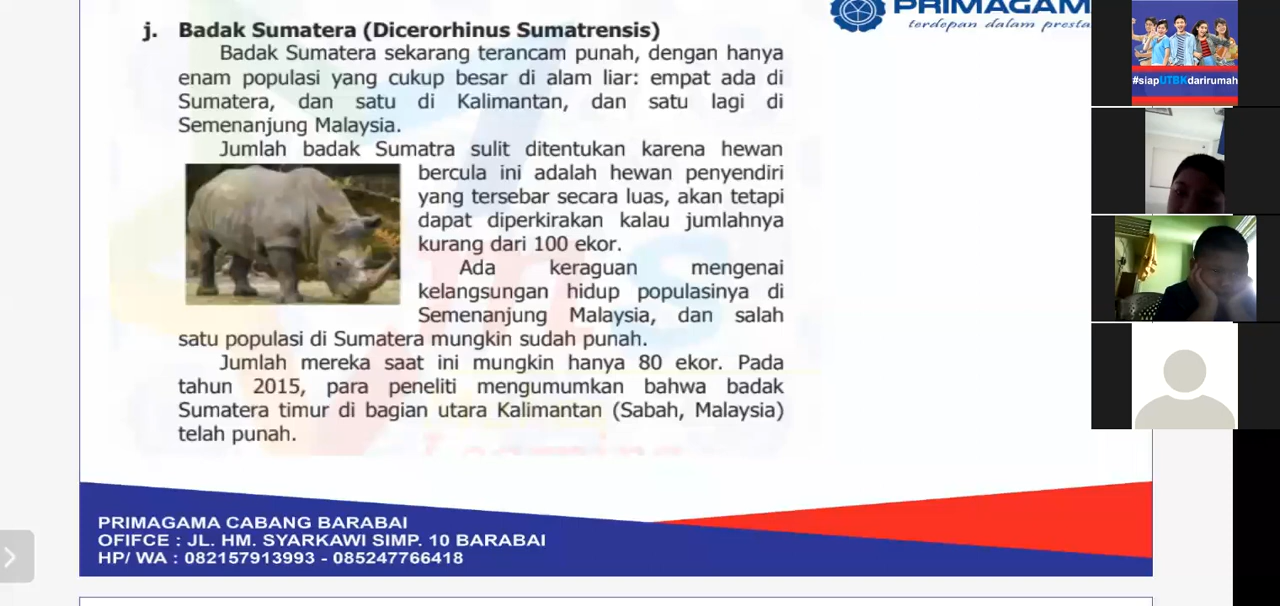 PRIMAGAM
terdepan dalam presta
#siapUTBKdarirumah
j. Badak Sumatera (Dicerorhinus Sumatrensis)
Badak Sumatera sekarang terancam punah, dengan hanya
enam populasi yang cukup besar di alam liar: empat ada di
Sumatera, dan satu di Kalimantan, dan satu lagi di
Semenanjung Malaysia.
Jumlah badak Sumatra sulit ditentukan karena hewan
bercula ini adalah hewan penyendiri
yang tersebar secara luas, akan tetapi
dapat diperkirakan kalau jumlahnya
kurang dari 100 ekor.
Ada keraguan mengenai
kelangsungan hidup populasinya di
Semenanjung Malaysia, dan salah
satu populasi di Sumatera mungkin sudah punah.
Jumlah mereka saat ini mungkin hanya 80 ekor. Pada
tahun 2015, para peneliti mengumumkan bahwa badak
Sumatera timur di bagian utara Kalimantan (Sabah, Malaysia)
telah punah.
PRIMAGAMA CABANG BARABAI
OFIFCE : JL. HM. SYARKAWI SIMP. 10 BARABAI
HP/ WA : 082157913993 - 085247766418